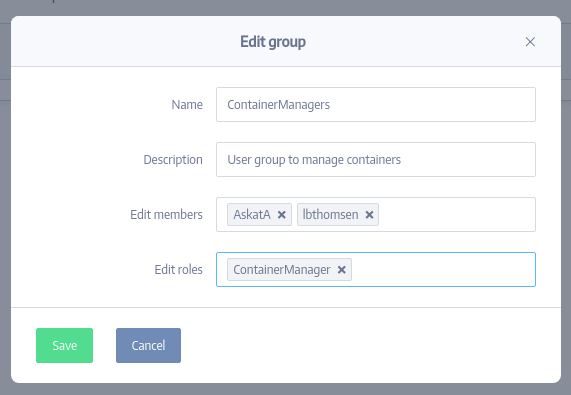 Edit group
Name ContainerManagers
Description User group to manage containers
Edit members AskatA × lbthomsen ×
Edit roles ContainerManager ×
Save Cancel